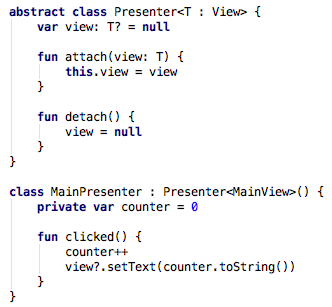 abstract class Presenter<T : View> {
    var view: T? = null

    fun attach(view: T) {
        this.view = view
    }

    fun detach() {
        view = null
    }
}

class MainPresenter : Presenter<MainView>() {
    private var counter = 0

    fun clicked() {
        counter++
        view?.setText(counter.toString())
    }
}